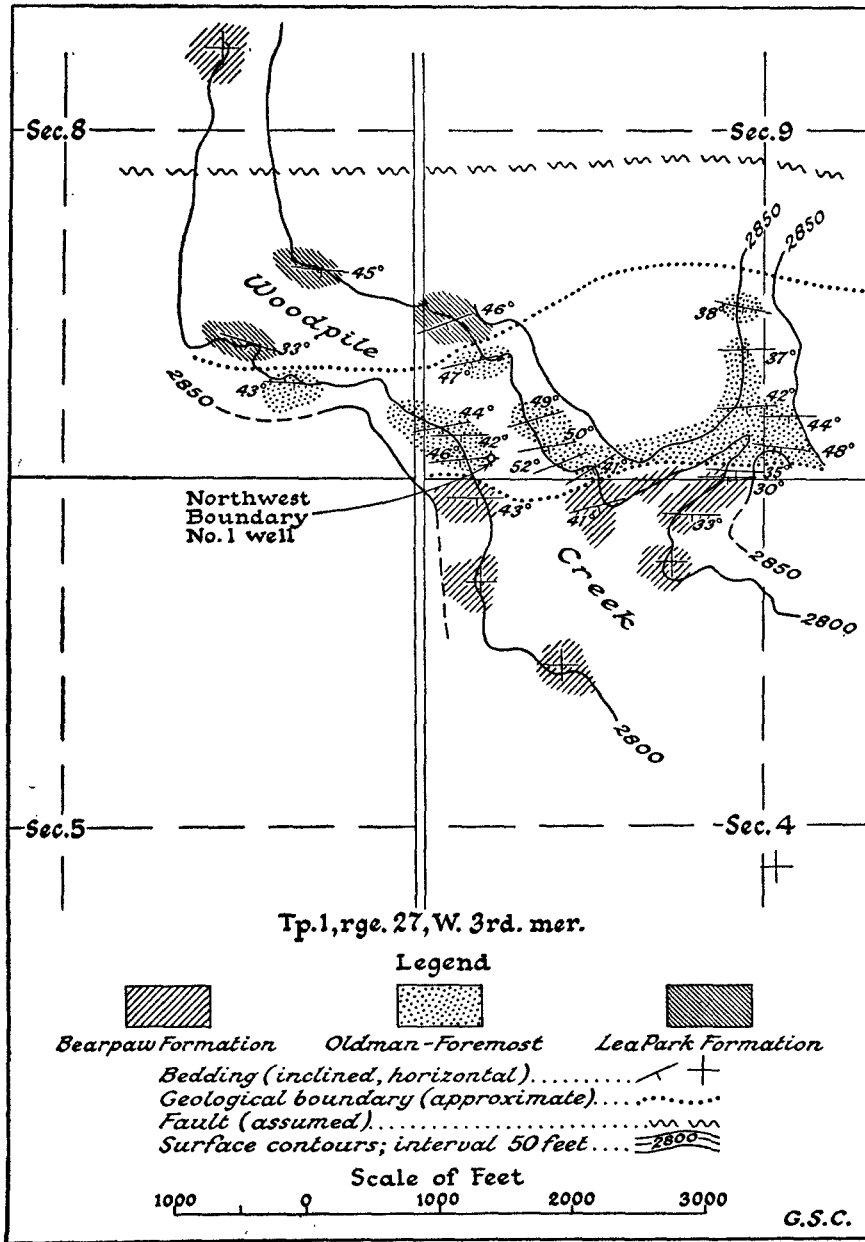 Sec.8
Sec.9
2850
2850
45°
Woodpile
46°
38°
33°
47°
37°
2850
43°
49°
42°
44°
50°
44°
42°
46°
52°
41°
48°
35°
30°
Northwest
Boundary
No.1 well
43°
41°
33°
Creek
2850
2800
2800
Sec.5
Sec.4
Tp.1,rge.27,W.3rd.mer.
Legend
Bearpaw Formation Oldman-Foremost Lea Park Formation
Bedding (inclined, horizontal)
Geological boundary (approximate)
Fault (assumed)
Surface contours; interval 50 feet 2800
Scale of Feet
1000 0 1000 2000 3000
G.S.C.